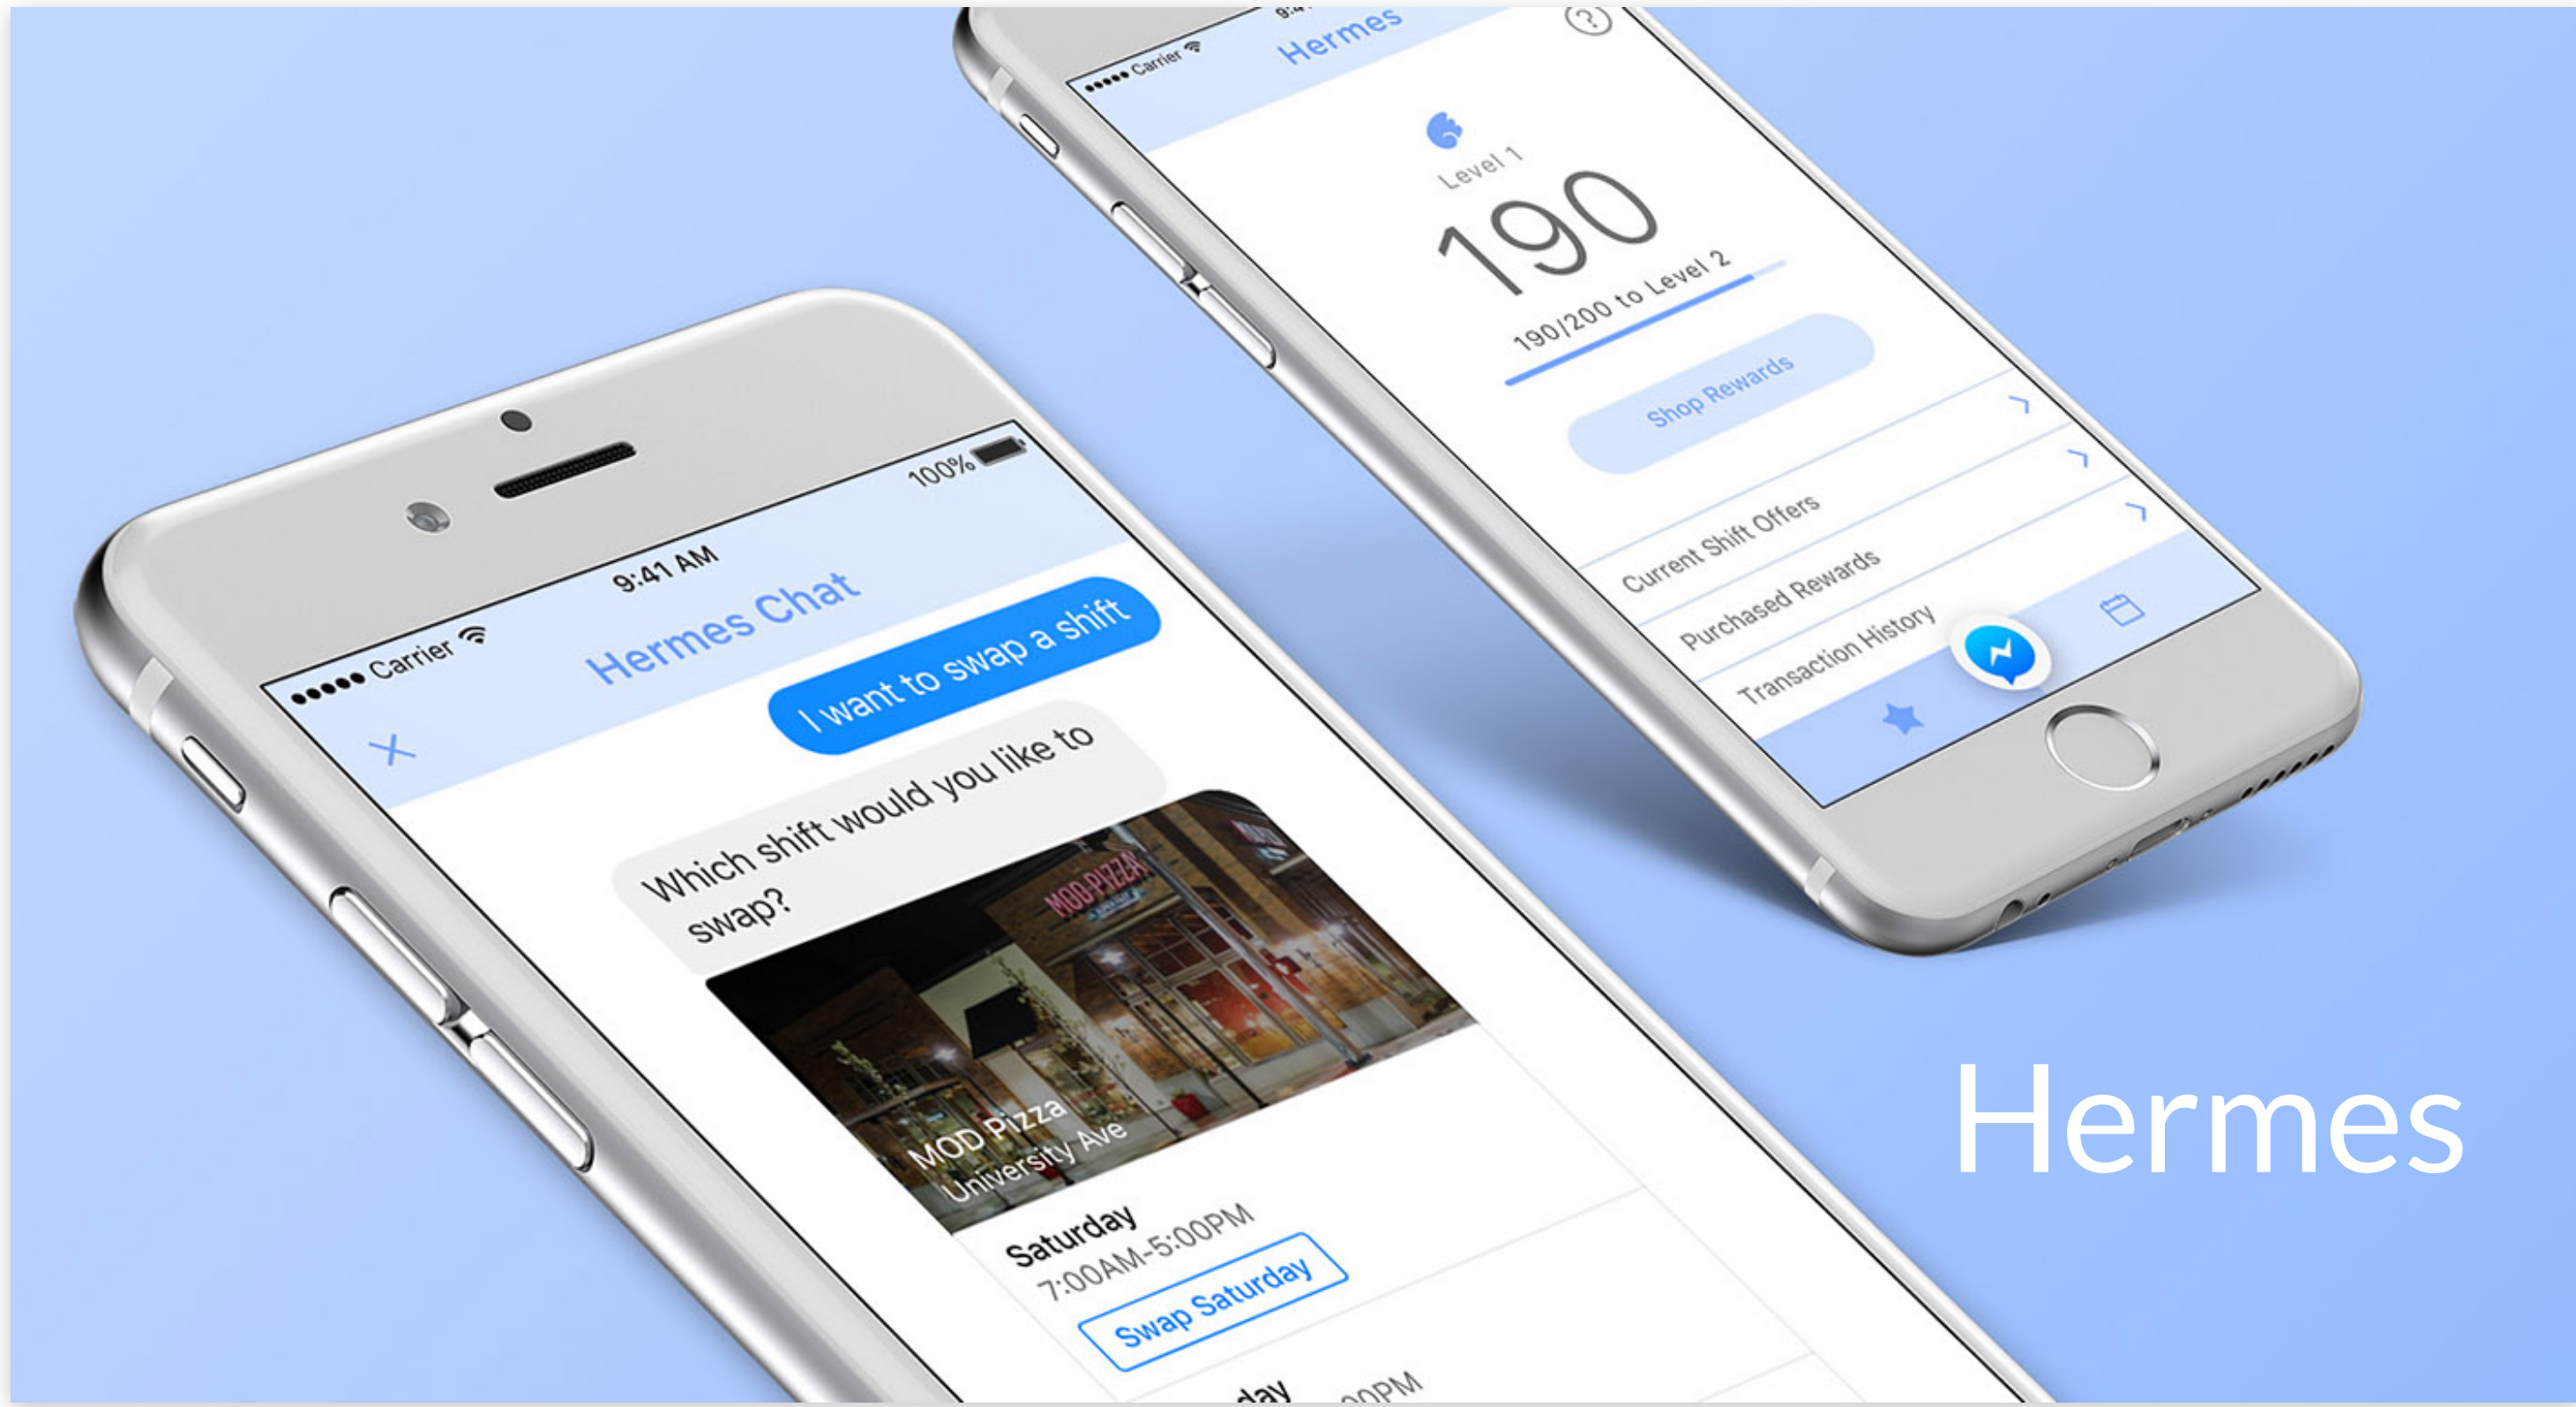 9:41 AM
100%
Carrier
Hermes Chat
I want to swap a shift
Which shift would you like to
swap?
MOD PIZZA
MOD Pizza
University Ave
Saturday
7:00AM-5:00PM
Swap Saturday
Carrier
Hermes
?
Level 1
190
190/200 to Level 2
Shop Rewards
Current Shift Offers
Purchased Rewards
Transaction History
Hermes